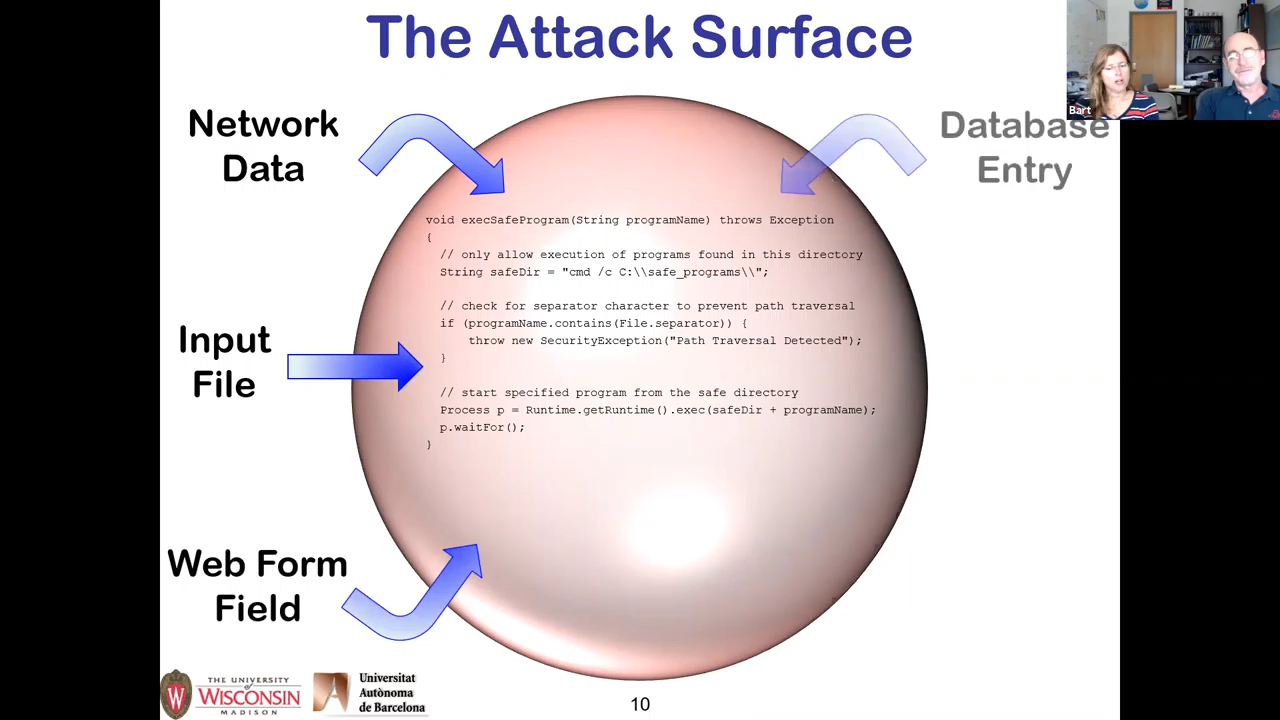 The Attack Surface
Bart
Network
Data
Database
Entry
void execSafeProgram(String programName) throws Exception
{
// only allow execution of programs found in this directory
String safeDir = "cmd /c C:\\safe_programs\\";
// check for separator character to prevent path traversal
if (programName.contains(File.separator)) {
throw new SecurityException("Path Traversal Detected");
}
// start specified program from the safe directory
Process p = Runtime.getRuntime().exec(safeDir + programName);
p.waitFor();
}
Input
File
Web Form
Field
THE UNIVERSITY
of
WISCONSIN
MADISON
W
Universitat
Autònoma
de Barcelona
10